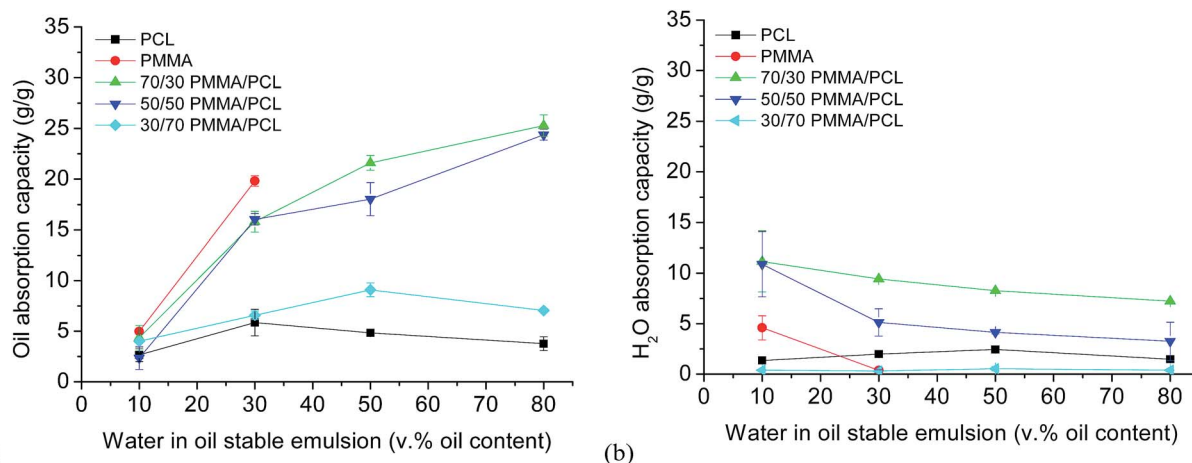 35
30
25
20
15
10
5
0
Oil absorption capacity (g/g)
PCL
PMMA
70/30 PMMA/PCL
50/50 PMMA/PCL
30/70 PMMA/PCL
0 10 20 30 40 50 60 70 80
Water in oil stable emulsion (v.% oil content)
(b)
35
30
25
20
15
10
5
0
H₂O absorption capacity (g/g)
PCL
PMMA
70/30 PMMA/PCL
50/50 PMMA/PCL
30/70 PMMA/PCL
0 10 20 30 40 50 60 70 80
Water in oil stable emulsion (v.% oil content)